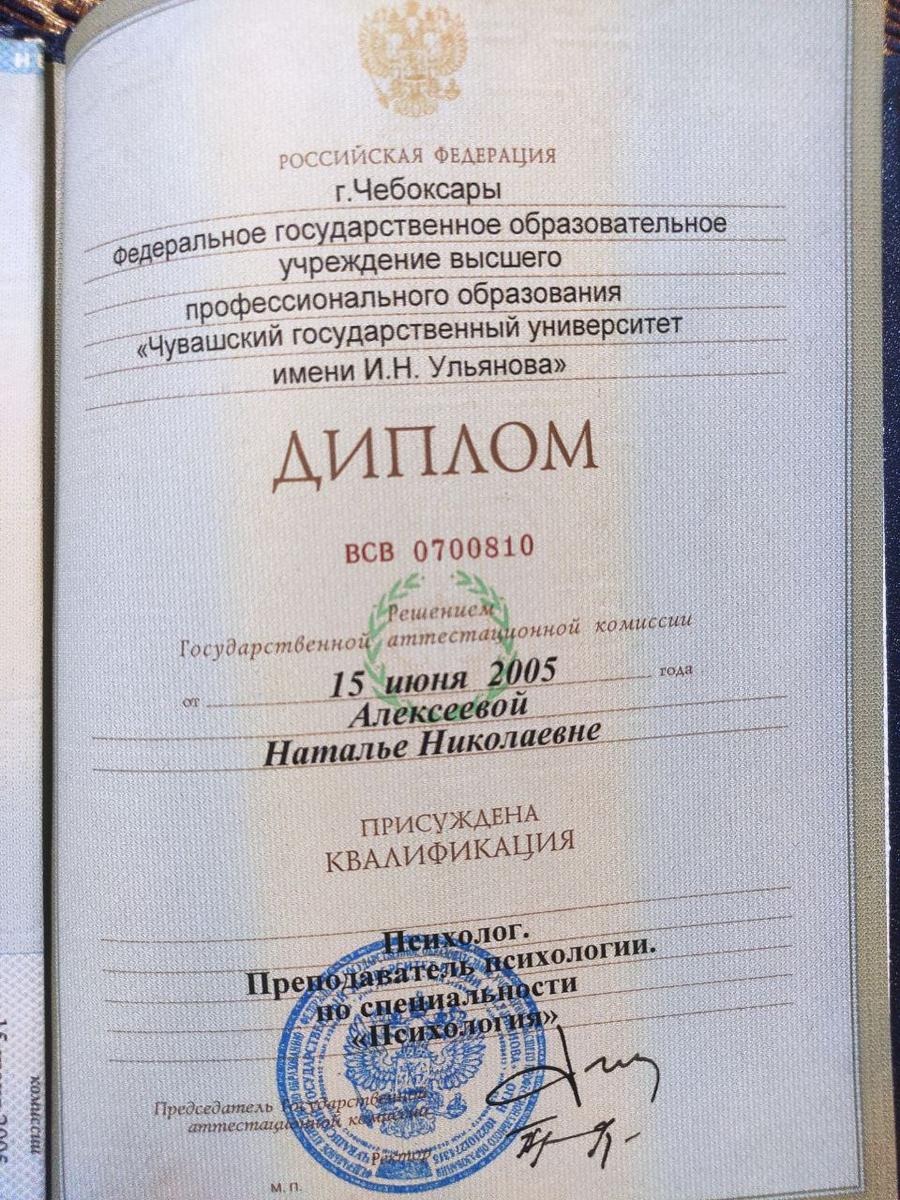 РОССИЙСКАЯ ФЕДЕРАЦИЯ
г.Чебоксары
Федеральное государственное образовательное
учреждение высшего
профессионального образования
«Чувашский государственный университет
имени И.Н. Ульянова»
ДИПЛОМ
ВСВ 0700810
Решением
Государственной аттестационной комиссии
от 15 июня 2005 года
Алексеевой
Наталье Николаевне
ПРИСУЖДЕНА
КВАЛИФИКАЦИЯ
Психолог.
Преподаватель психологии.
по специальности
«Психология»
Председатель Государственной
аттестационной комиссии
Ректор
М. П.
комиссии